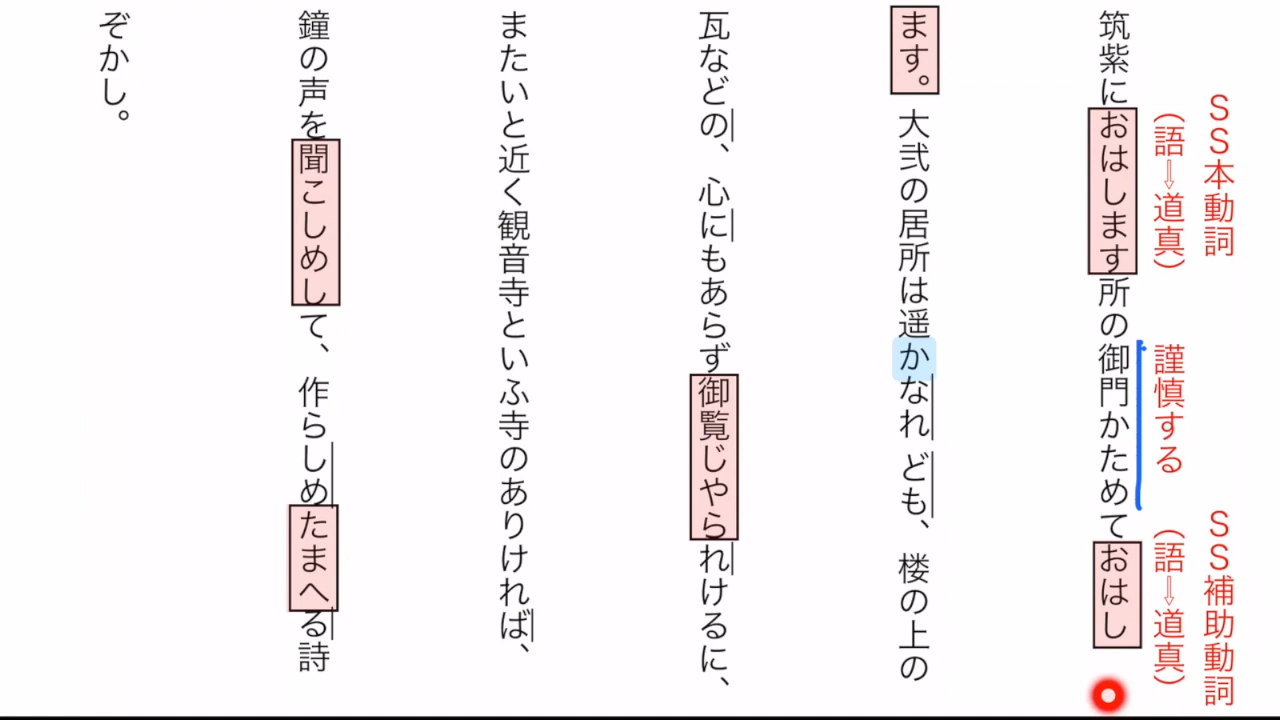 SS本動詞
(語⇨道真)
謹慎する
SS補助動詞
(語⇨道真)
筑紫におはします所の御門かためておはし
ます。大弐の居所は遥かなれども、楼の上の
瓦などの、心にもあらず御覧じやられけるに、
またいと近く観音寺といふ寺のありければ、
鐘の声を聞こしめして、作らしめたまへる詩
ぞかし。